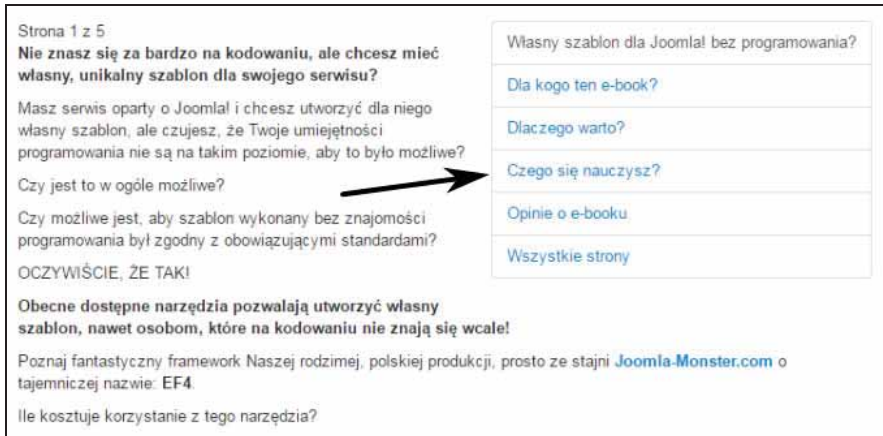 Strona 1 z 5
Nie znasz się za bardzo na kodowaniu, ale chcesz mieć
własny, unikalny szablon dla swojego serwisu?
Masz serwis oparty o Joomla! i chcesz utworzyć dla niego
własny szablon, ale czujesz, że Twoje umiejętności
programowania nie są na takim poziomie, aby to było możliwe?
Czy jest to w ogóle możliwe?
Czy możliwe jest, aby szablon wykonany bez znajomości
programowania był zgodny z obowiązującymi standardami?
OCZYWIŚCIE, ŻE TAK!
Obecne dostępne narzędzia pozwalają utworzyć własny
szablon, nawet osobom, które na kodowaniu nie znają się wcale!
Poznaj fantastyczny framework Naszej rodzimej, polskiej produkcji, prosto ze stajni Joomla-Monster.com o
tajemniczej nazwie: EF4.
Ile kosztuje korzystanie z tego narzędzia?
Własny szablon dla Joomla! bez programowania?
Dla kogo ten e-book?
Dlaczego warto?
Czego się nauczysz?
Opinie o e-booku
Wszystkie strony